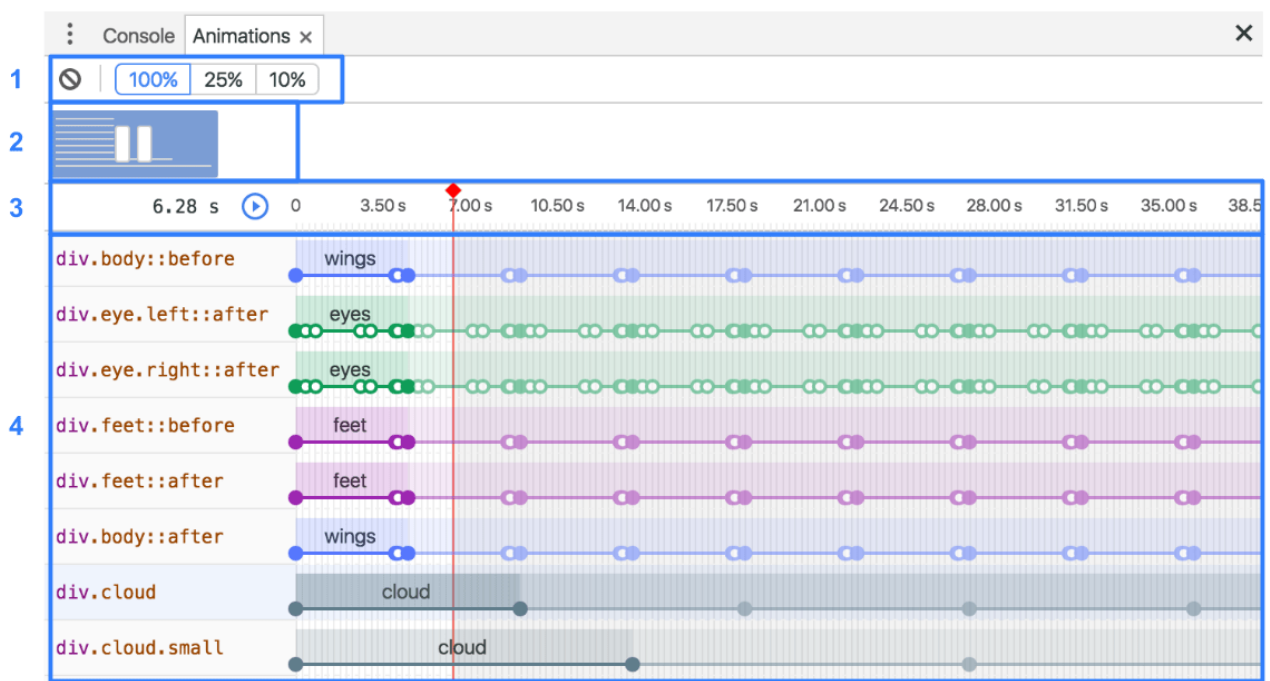 Console Animations
1 100% 25% 10%
2
3 6.28 s 0 3.50 s 7.00 s 10.50 s 14.00 s 17.50 s 21.00 s 24.50 s 28.00 s 31.50 s 35.00 s 38.5
div.body::before wings
div.eye.left::after eyes
div.eye.right::after eyes
4 div.feet::before feet
div.feet::after feet
div.body::after wings
div.cloud cloud
div.cloud.small cloud